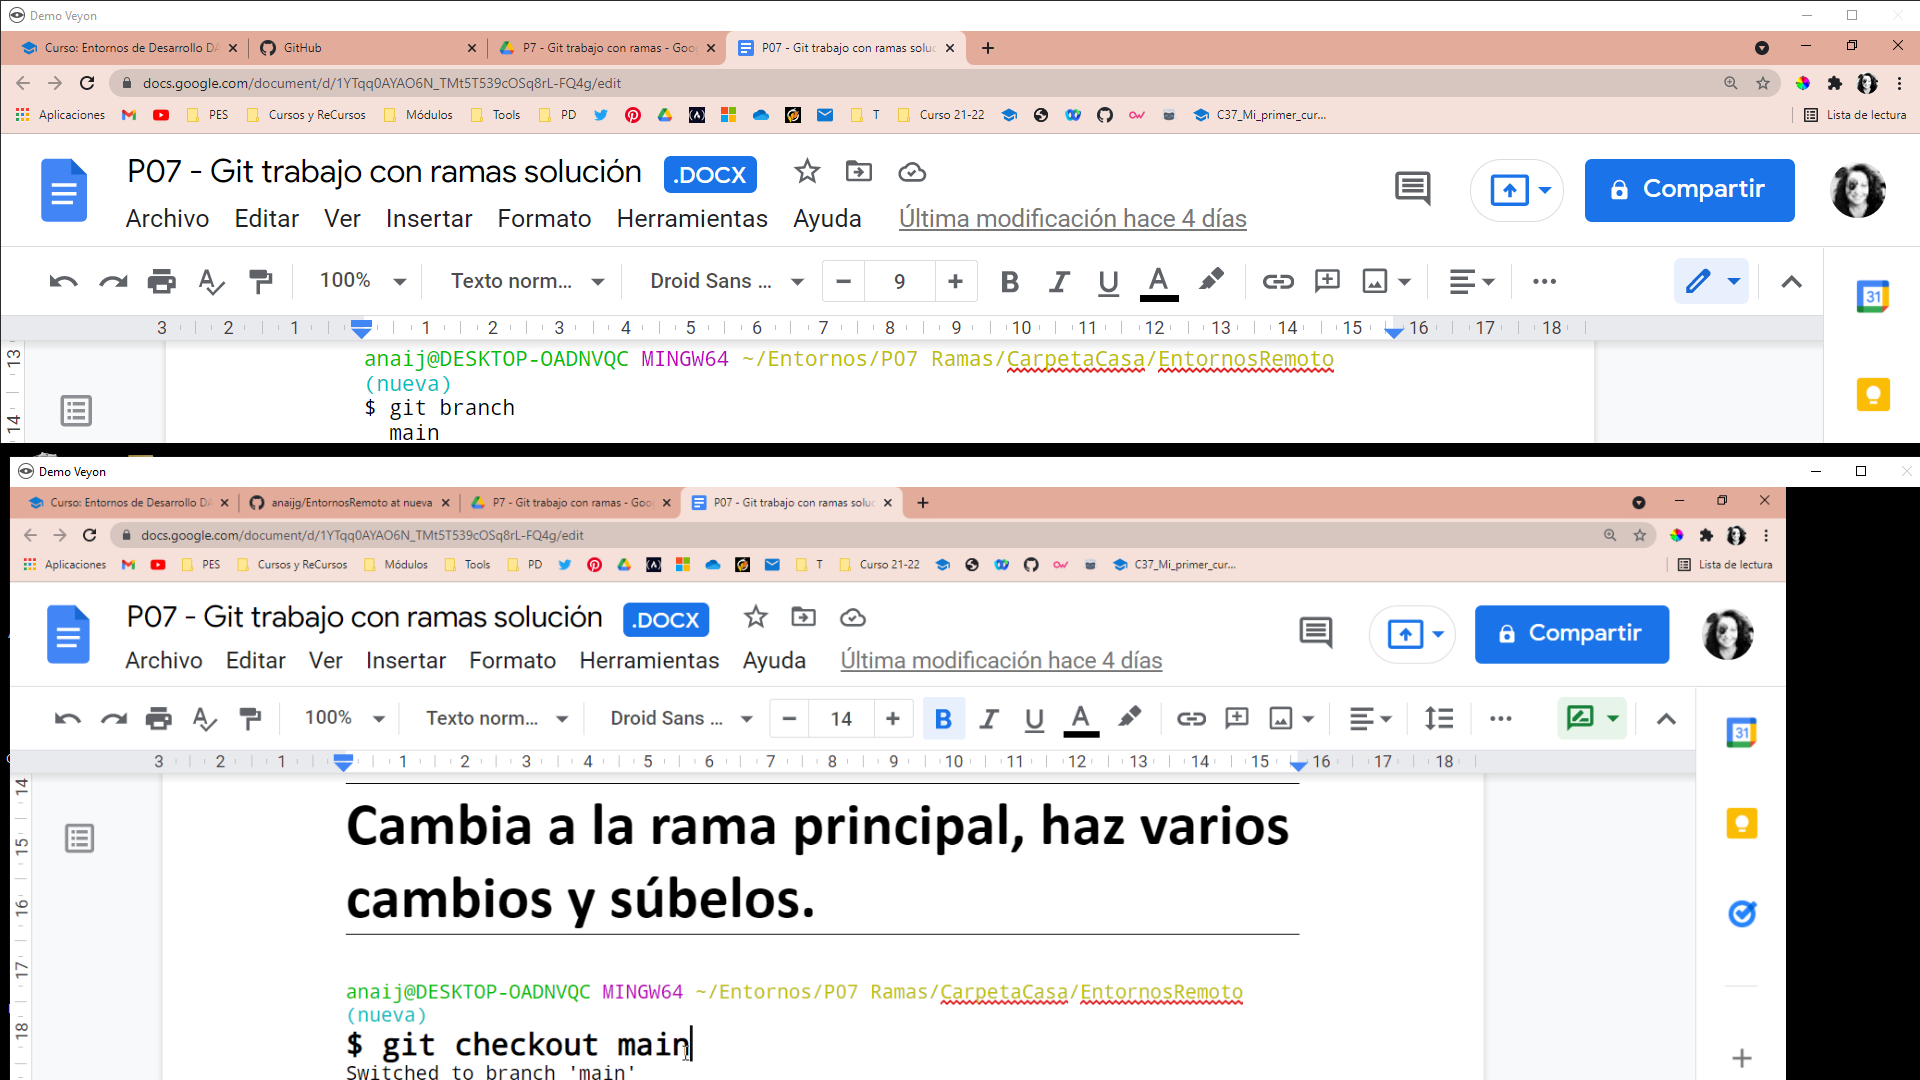 Demo Veyon
Curso: Entornos de Desarrollo DA
GitHub
P7 - Git trabajo con ramas - Goo
P07 - Git trabajo con ramas soluc
docs.google.com/document/d/1YTqq0AYAO6N_TMt5T539cOSq8rL-FQ4g/edit
Aplicaciones PES Cursos y ReCursos Módulos Tools PD T Curso 21-22 C37_Mi_primer_cur... Lista de lectura
P07 - Git trabajo con ramas solución .DOCX
Compartir
Archivo Editar Ver Insertar Formato Herramientas Ayuda Última modificación hace 4 días
100% Texto norm... Droid Sans ... 9 B I U A
31
3 2 1 1 2 3 4 5 6 7 8 9 10 11 12 13 14 15 16 17 18
13
14
anaij@DESKTOP-OADNVQC MINGW64 ~/Entornos/P07 Ramas/CarpetaCasa/EntornosRemoto
(nueva)
$ git branch
main
Demo Veyon
Curso: Entornos de Desarrollo DA
anaijg/EntornosRemoto at nueva
P7 - Git trabajo con ramas - Goo
P07 - Git trabajo con ramas soluc
docs.google.com/document/d/1YTqq0AYAO6N_TMt5T539cOSq8rL-FQ4g/edit
Aplicaciones PES Cursos y ReCursos Módulos Tools PD T Curso 21-22 C37_Mi_primer_cur... Lista de lectura
P07 - Git trabajo con ramas solución .DOCX
Compartir
Archivo Editar Ver Insertar Formato Herramientas Ayuda Última modificación hace 4 días
100% Texto norm... Droid Sans ... 14 B I U A
31
3 2 1 1 2 3 4 5 6 7 8 9 10 11 12 13 14 15 16 17 18
14
15
16
17
18
Cambia a la rama principal, haz varios
cambios y súbelos.
anaij@DESKTOP-OADNVQC MINGW64 ~/Entornos/P07 Ramas/CarpetaCasa/EntornosRemoto
(nueva)
$ git checkout main
Switched to branch 'main'